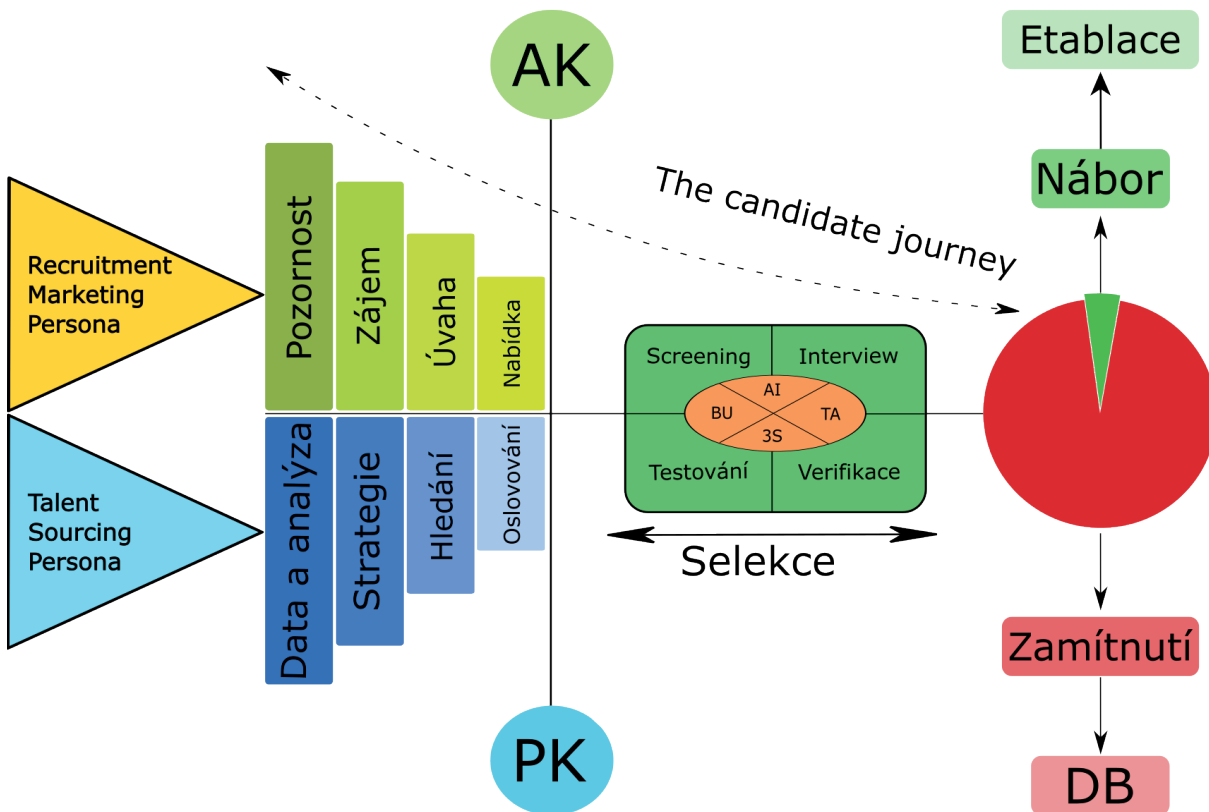 Etablace
AK
Nábor
The candidate journey
Recruitment
Marketing
Persona
Pozornost
Zájem
Úvaha
Nabídka
Screening
Interview
AI
BU
TA
3S
Testování
Verifikace
Talent
Sourcing
Persona
Data a analýza
Strategie
Hledání
Oslovování
Selekce
Zamítnutí
PK
DB